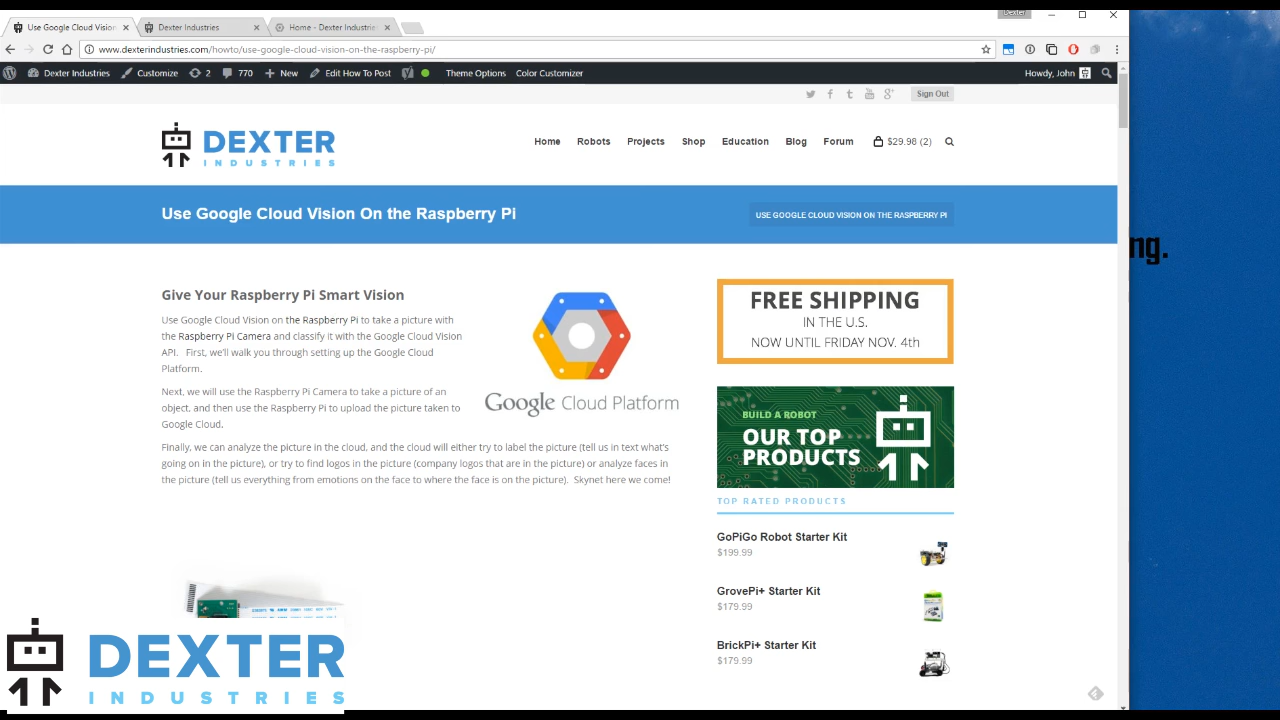 Dexter
Use Google Cloud Vision
Dexter Industries
Home - Dexter Industries
www.dexterindustries.com/howto/use-google-cloud-vision-on-the-raspberry-pi/
Dexter Industries Customize 2 770 New Edit How To Post Theme Options Color Customizer Howdy, John
Sign Out
DEXTER
INDUSTRIES
Home Robots Projects Shop Education Blog Forum $29.98 (2)
Use Google Cloud Vision On the Raspberry Pi
USE GOOGLE CLOUD VISION ON THE RASPBERRY PI
ng.
Give Your Raspberry Pi Smart Vision
Use Google Cloud Vision on the Raspberry Pi to take a picture with
the Raspberry Pi Camera and classify it with the Google Cloud Vision
API. First, we'll walk you through setting up the Google Cloud
Platform.
Next, we will use the Raspberry Pi Camera to take a picture of an
object, and then use the Raspberry Pi to upload the picture taken to
Google Cloud.
Google Cloud Platform
Finally, we can analyze the picture in the cloud, and the cloud will either try to label the picture (tell us in text what's
going on in the picture), or try to find logos in the picture (company logos that are in the picture) or analyze faces in
the picture (tell us everything from emotions on the face to where the face is on the picture). Skynet here we come!
FREE SHIPPING
IN THE U.S.
NOW UNTIL FRIDAY NOV. 4th
BUILD A ROBOT
OUR TOP
PRODUCTS
TOP RATED PRODUCTS
GoPiGo Robot Starter Kit
$199.99
GrovePi+ Starter Kit
$179.99
BrickPi+ Starter Kit
$179.99
DEXTER
INDUSTRIES